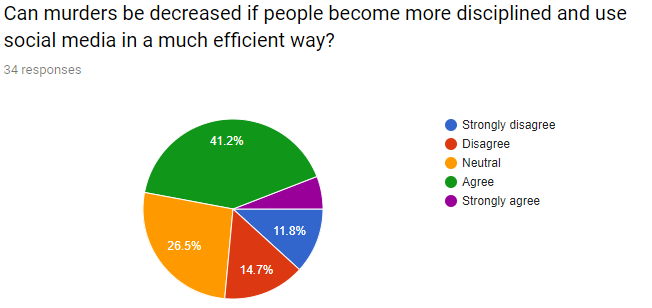 Can murders be decreased if people become more disciplined and use
social media in a much efficient way?
34 responses
41.2%
11.8%
26.5%
14.7%
Strongly disagree
Disagree
Neutral
Agree
Strongly agree